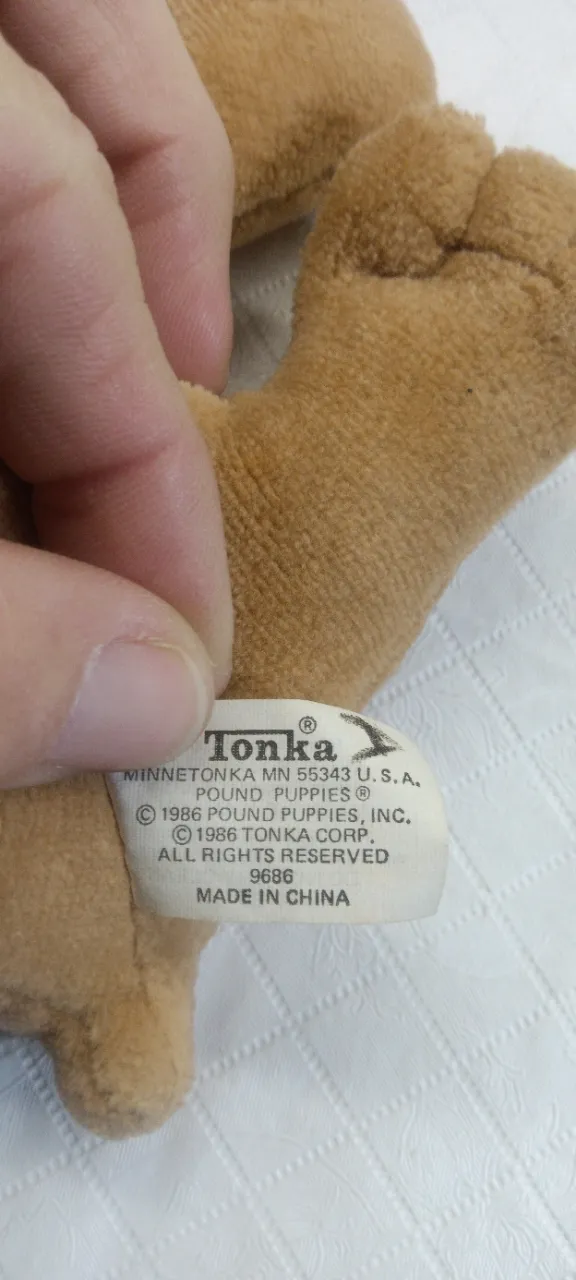 Tonka®
MINNETONKA MN 55343 U.S.A.
POUND PUPPIES®
© 1986 POUND PUPPIES, INC.
© 1986 TONKA CORP.
ALL RIGHTS RESERVED
9686
MADE IN CHINA